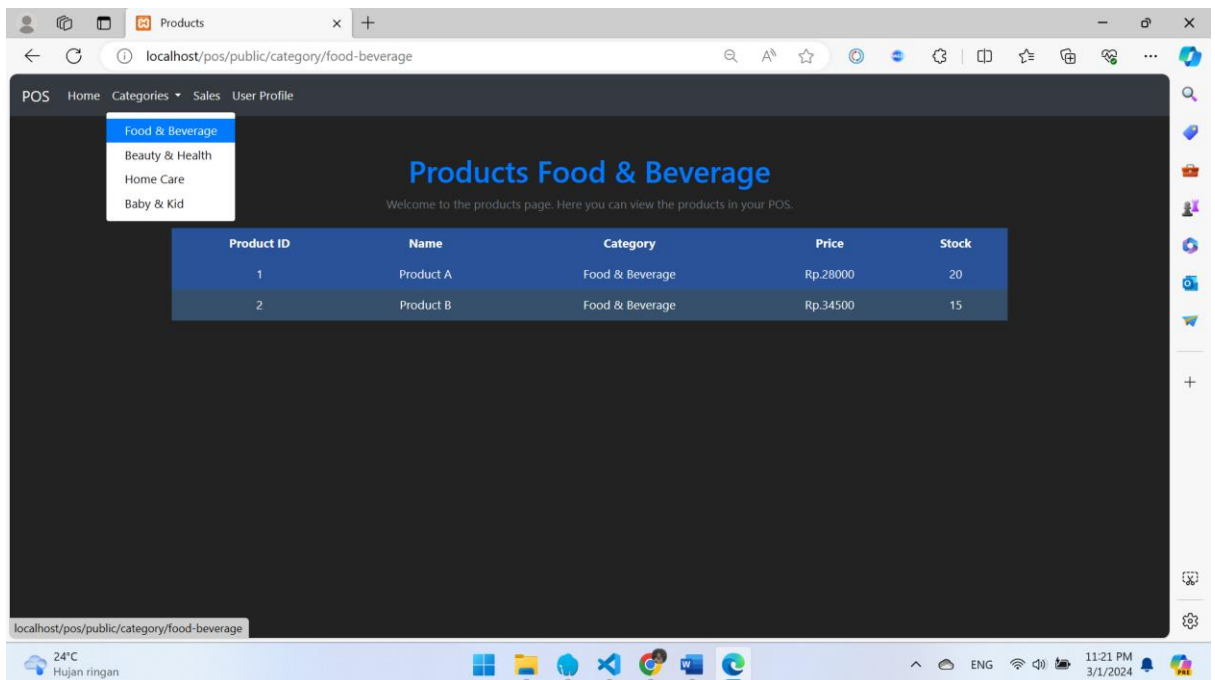 Products
localhost/pos/public/category/food-beverage
POS Home Categories Sales User Profile
Food & Beverage
Beauty & Health
Home Care
Baby & Kid
Products Food & Beverage
Welcome to the products page. Here you can view the products in your POS.
Product ID Name Category Price Stock
1 Product A Food & Beverage Rp.28000 20
2 Product B Food & Beverage Rp.34500 15
localhost/pos/public/category/food-beverage
24°C
Hujan ringan
ENG
11:21 PM
3/1/2024
PRE